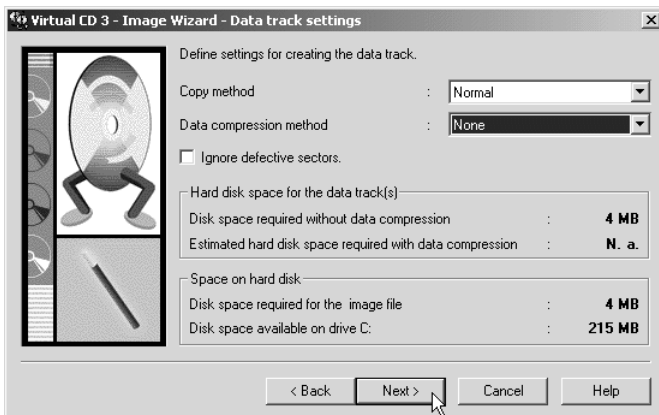 Virtual CD 3 - Image Wizard - Data track settings
Define settings for creating the data track.
Copy method : Normal
Data compression method : None
Ignore defective sectors.
Hard disk space for the data track(s)
Disk space required without data compression : 4 MB
Estimated hard disk space required with data compression : N. a.
Space on hard disk
Disk space required for the image file : 4 MB
Disk space available on drive C: : 215 MB
< Back Next > Cancel Help